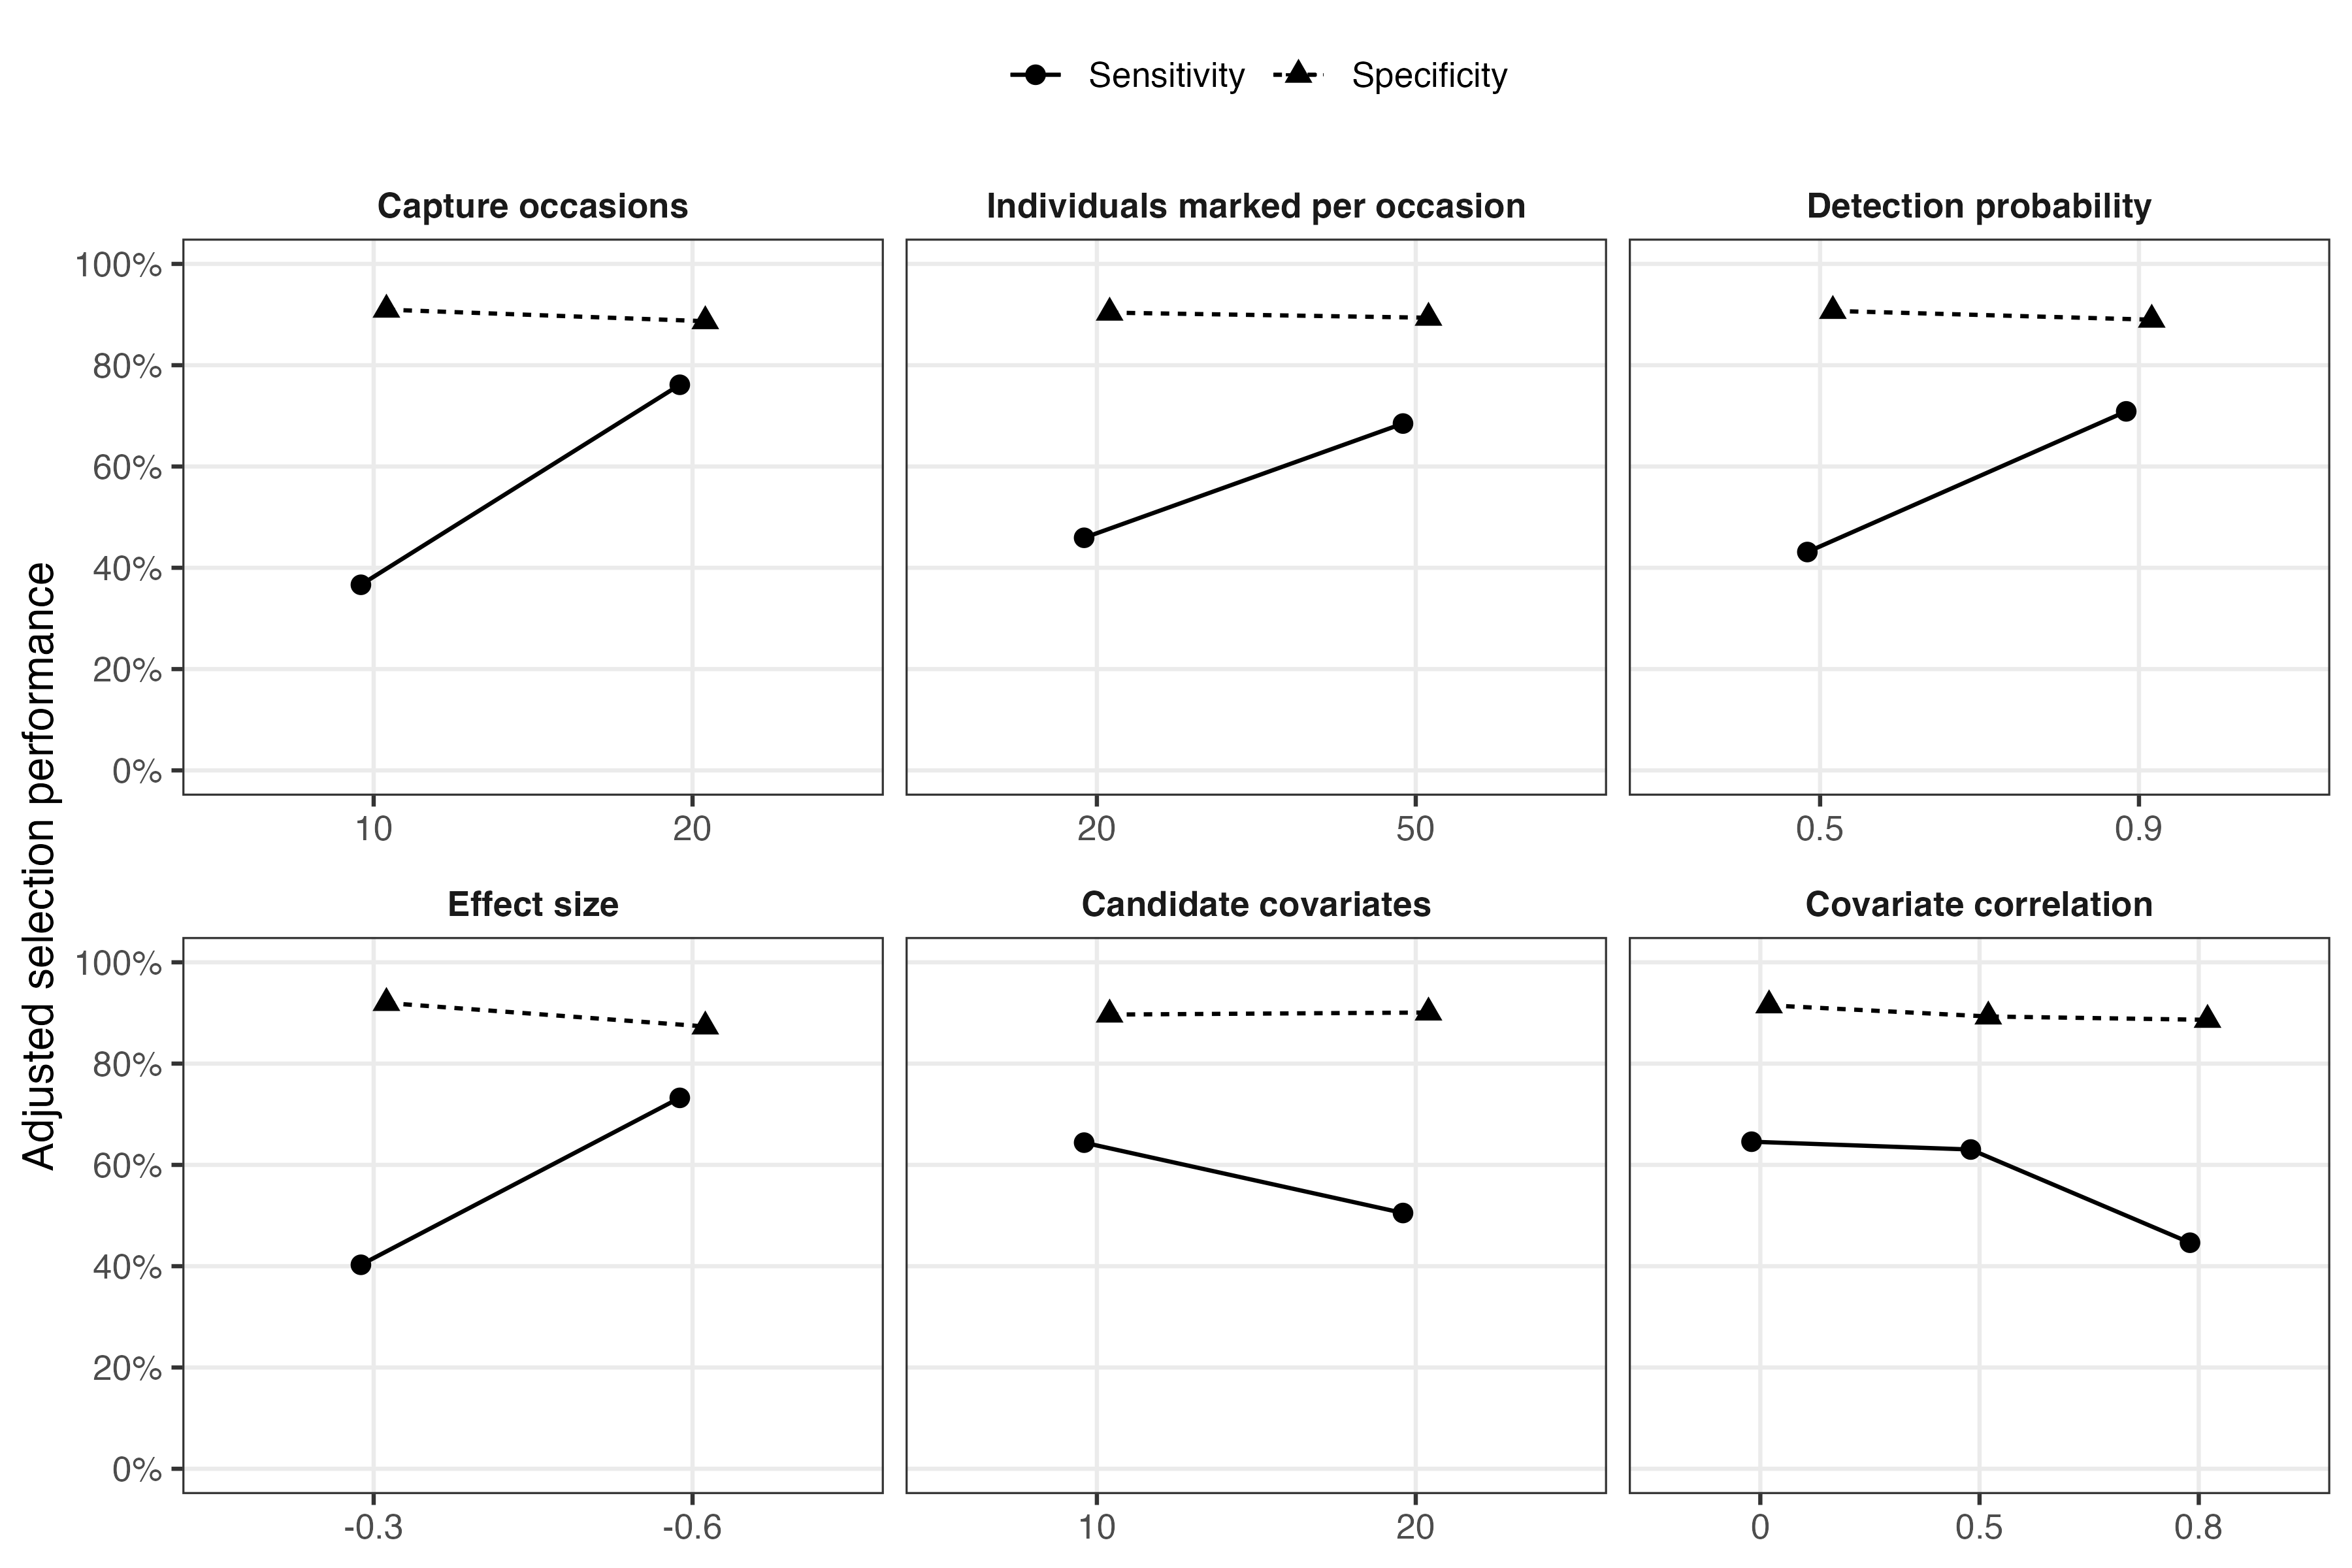 Sensitivity Specificity
Capture occasions Individuals marked per occasion Detection probability
100%
80%
60%
40%
20%
0%
10 20 20 50 0.5 0.9
Adjusted selection performance
Effect size Candidate covariates Covariate correlation
100%
80%
60%
40%
20%
0%
-0.3 -0.6 10 20 0 0.5 0.8